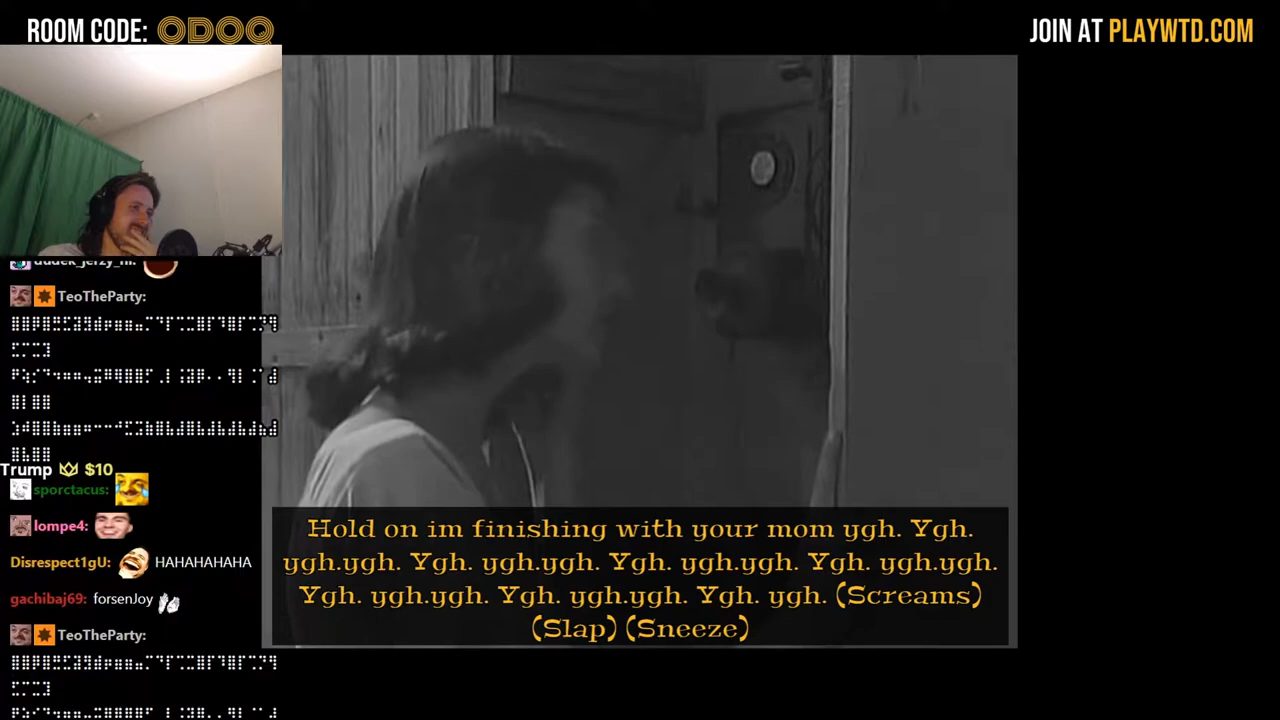 ROOM CODE: ODOQ
JOIN AT PLAYWTD.COM
TeoTheParty:
Trump $10
sporctacus:
lompe4:
Disrespect1gU: HAHAHAHAHA
gachibaj69: forsenJoy
TeoTheParty:
Hold on im finishing with your mom ygh. Ygh.
ygh.ygh. Ygh. ygh.ygh. Ygh. ygh.ygh. Ygh. ygh.ygh.
Ygh. ygh.ygh. Ygh. ygh.ygh. Ygh. ygh. (Screams)
(Slap) (Sneeze)